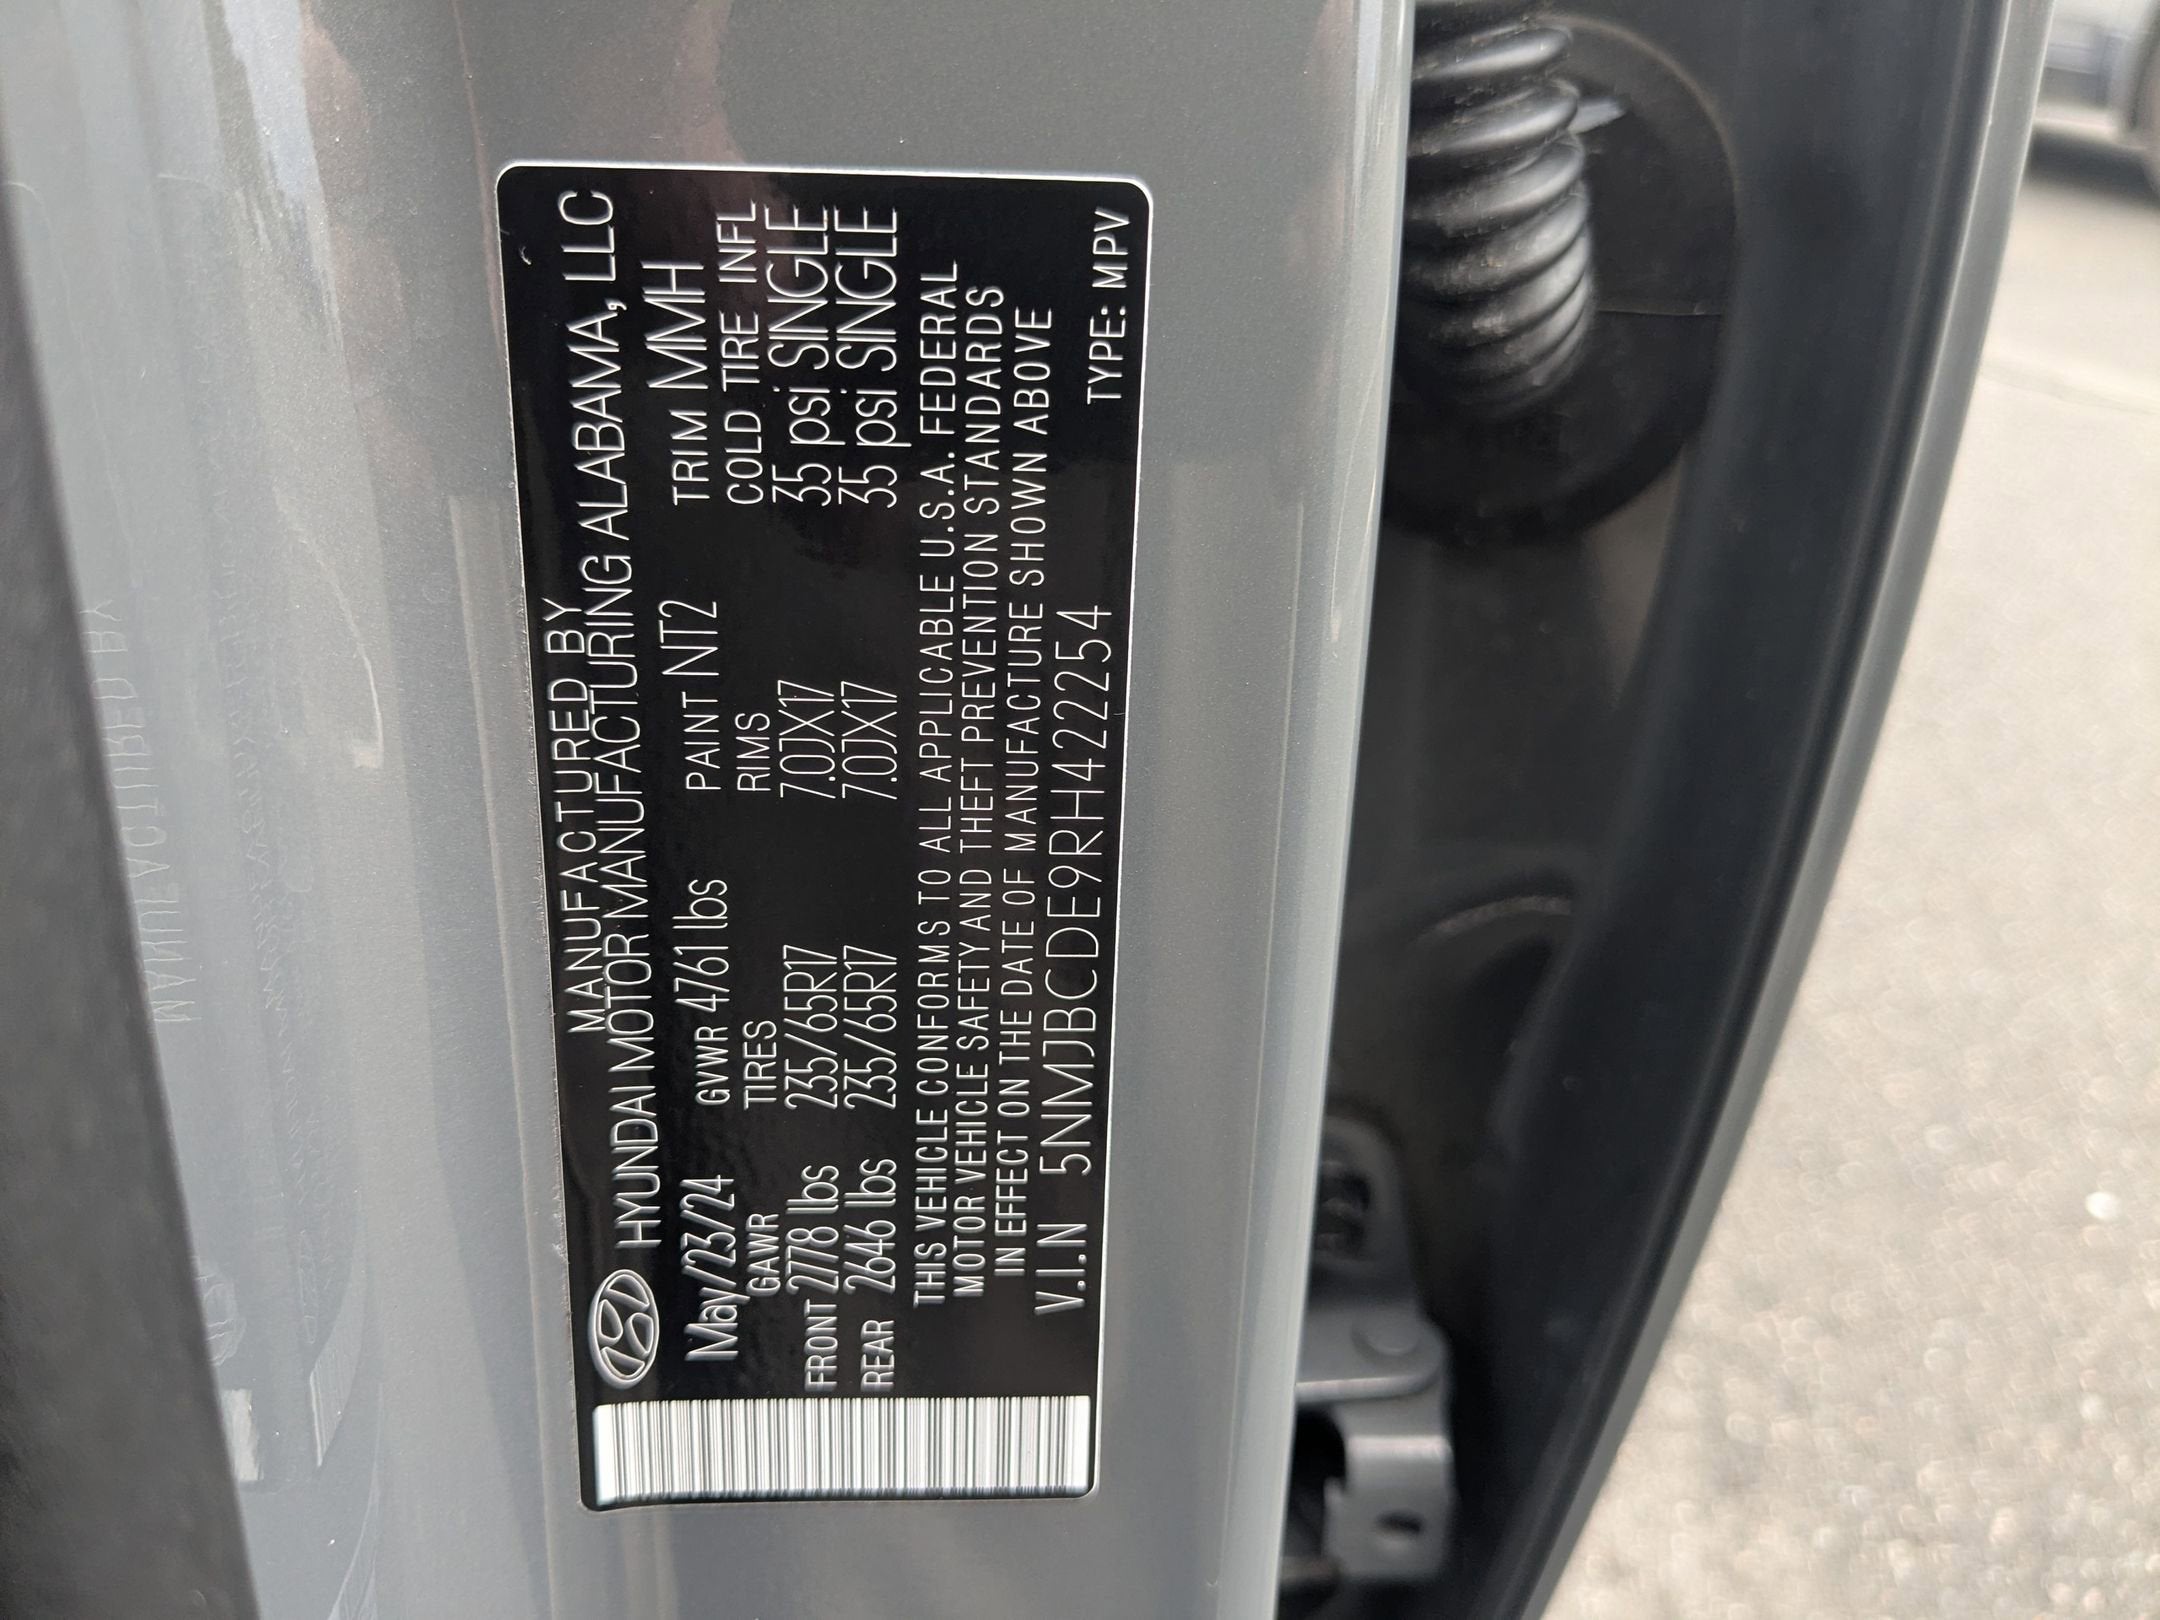 MANUFACTURED BY
HYUNDAI MOTOR MANUFACTURING ALABAMA, LLC
May/23/24 GVWR 4761 lbs PAINT NT2 TRIM MMH
GAWR TIRES RIMS COLD TIRE INFL
FRONT 2778 lbs 235/65R17 7.0JX17 35 psi SINGLE
REAR 2646 lbs 235/65R17 7.0JX17 35 psi SINGLE
THIS VEHICLE CONFORMS TO ALL APPLICABLE U.S.A. FEDERAL
MOTOR VEHICLE SAFETY AND THEFT PREVENTION STANDARDS
IN EFFECT ON THE DATE OF MANUFACTURE SHOWN ABOVE
V.I.N 5NMJBCDE9RH422254 TYPE: MPV